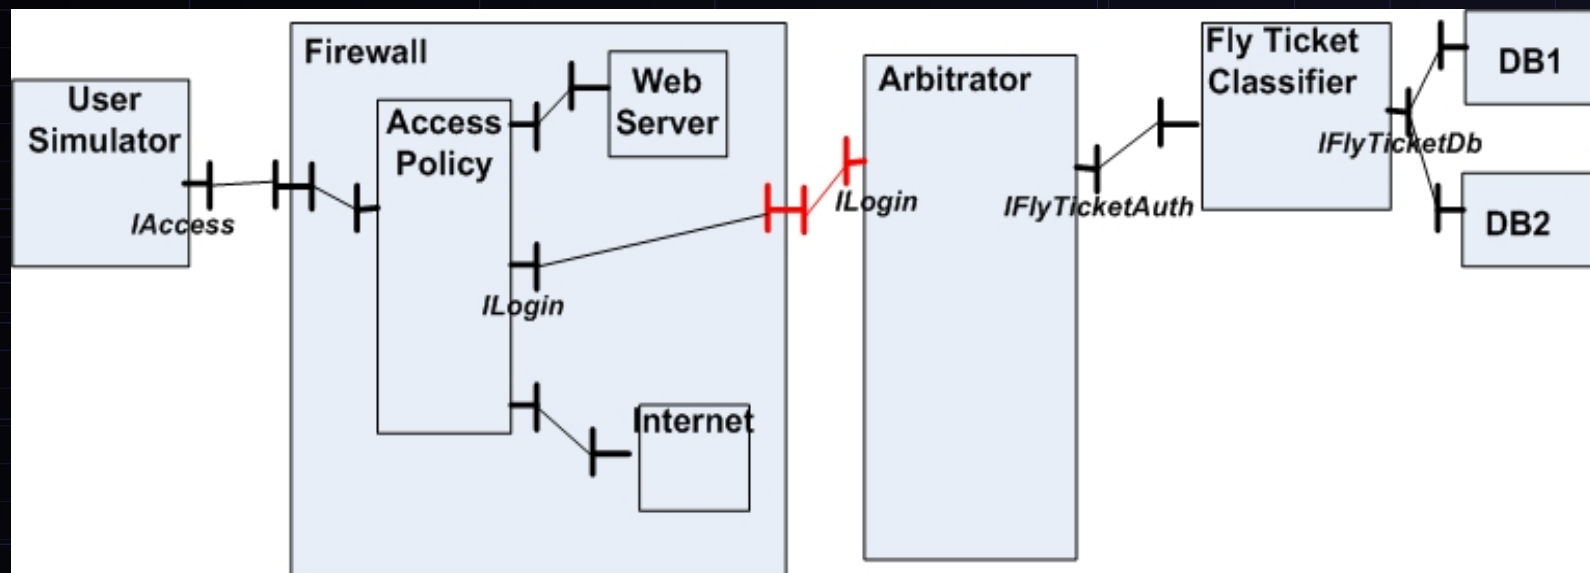 User
Simulator
IAccess
Firewall
Access
Policy
Web
Server
ILogin
Internet
Arbitrator
ILogin
IFlyTicketAuth
Fly Ticket
Classifier
IFlyTicketDb
DB1
DB2